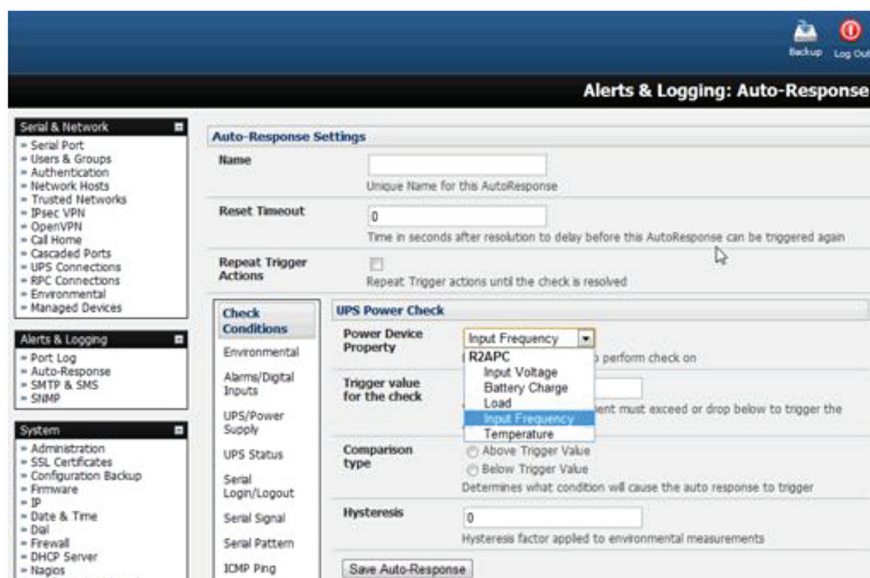 Backup
Log Out
Alerts & Logging: Auto-Response
Serial & Network
Serial Port
Users & Groups
Authentication
Network Hosts
Trusted Networks
IPsec VPN
OpenVPN
Call Home
Cascaded Ports
UPS Connections
RPC Connections
Environmental
Managed Devices
Alerts & Logging
Port Log
Auto-Response
SMTP & SMS
SNMP
System
Administration
SSL Certificates
Configuration Backup
Firmware
IP
Date & Time
Dial
Firewall
DHCP Server
Nagios
Auto-Response Settings
Name
Unique Name for this AutoResponse
Reset Timeout
0
Time in seconds after resolution to delay before this AutoResponse can be triggered again
Repeat Trigger
Actions
Repeat Trigger actions until the check is resolved
Check
Conditions
Environmental
Alarms/Digital
Inputs
UPS/Power
Supply
UPS Status
Serial
Login/Logout
Serial Signal
Serial Pattern
ICMP Ping
UPS Power Check
Power Device
Property
Input Frequency
R2APC
Input Voltage
Battery Charge
Load
Input Frequency
Temperature
perform check on
Trigger value
for the check
must exceed or drop below to trigger the
Comparison
type
Above Trigger Value
Below Trigger Value
Determines what condition will cause the auto response to trigger
Hysteresis
0
Hysteresis factor applied to environmental measurements
Save Auto-Response